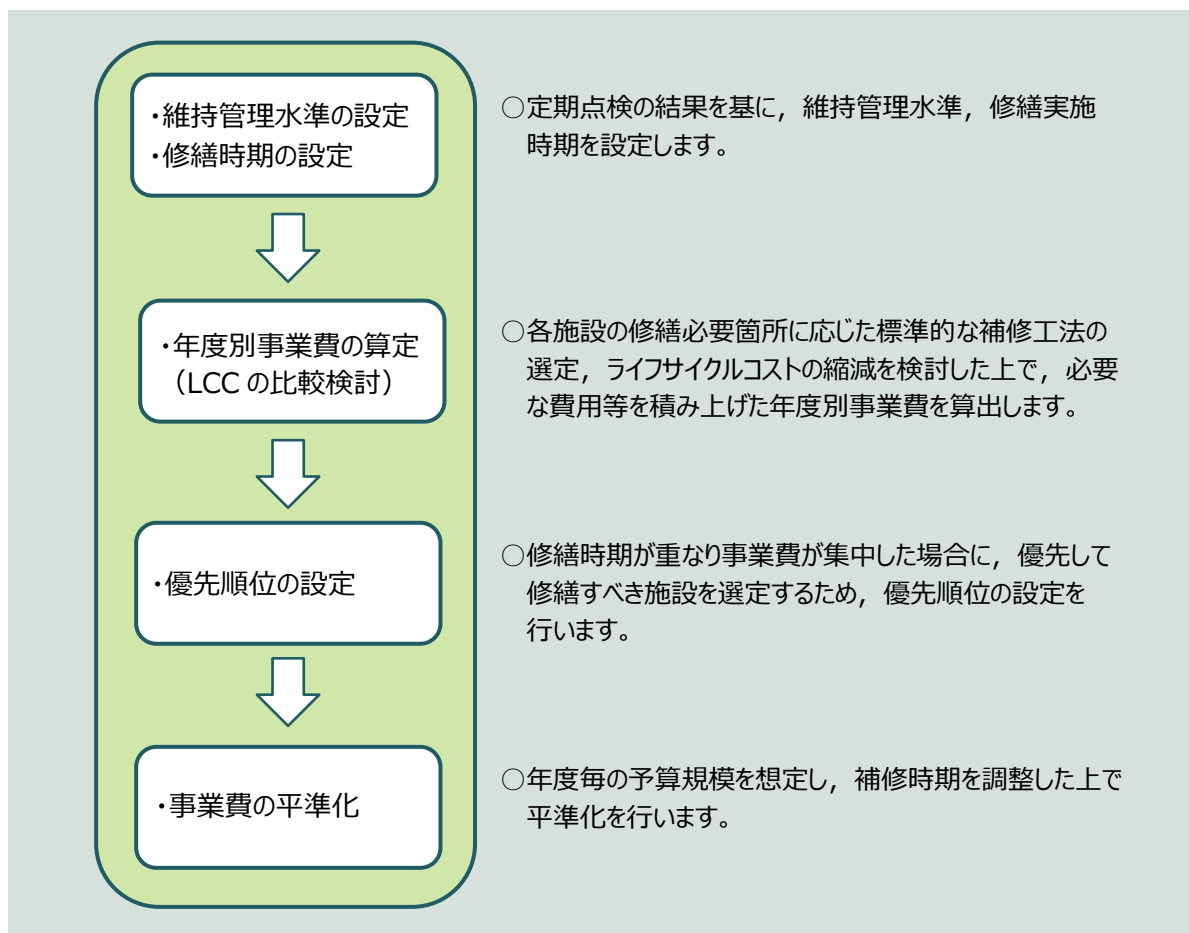 ・維持管理水準の設定
・修繕時期の設定
○定期点検の結果を基に，維持管理水準，修繕実施
時期を設定します。
・年度別事業費の算定
（LCC の比較検討）
○各施設の修繕必要箇所に応じた標準的な補修工法の
選定，ライフサイクルコストの縮減を検討した上で，必要
な費用等を積み上げた年度別事業費を算出します。
・優先順位の設定
○修繕時期が重なり事業費が集中した場合に，優先して
修繕すべき施設を選定するため，優先順位の設定を
行います。
・事業費の平準化
○年度毎の予算規模を想定し，補修時期を調整した上で
平準化を行います。